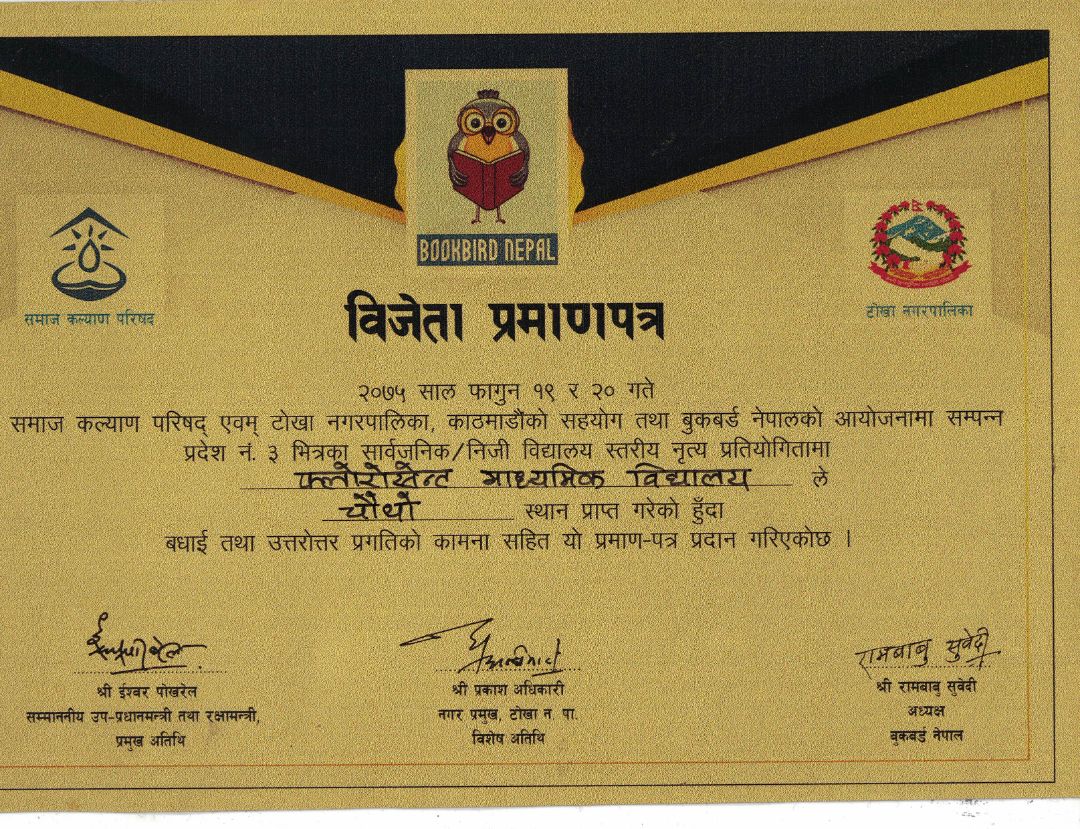 BOOKBIRD NEPAL
समाज कल्याण परिषद
टोखा नगरपालिका
विजेता प्रमाणपत्र
२०७५ साल फागुन १९ र २० गते
समाज कल्याण परिषद् एवम् टोखा नगरपालिका, काठमाडौंको सहयोग तथा बुकबर्ड नेपालको आयोजनामा सम्पन्न
प्रदेश नं. ३ भित्रका सार्वजनिक/निजी विद्यालय स्तरीय नृत्य प्रतियोगितामा
फ्लोरोसेन्ट माध्यमिक विद्यालय ले
चौथो स्थान प्राप्त गरेको हुँदा
बधाई तथा उत्तरोत्तर प्रगतिको कामना सहित यो प्रमाण-पत्र प्रदान गरिएकोछ ।
रामबाबु सुवेदी
श्री ईश्वर पोखरेल
सम्माननीय उप-प्रधानमन्त्री तथा रक्षामन्त्री,
प्रमुख अतिथि
श्री प्रकाश अधिकारी
नगर प्रमुख, टोखा न. पा.
विशेष अतिथि
श्री रामबाबु सुवेदी
अध्यक्ष
बुकबर्ड नेपाल